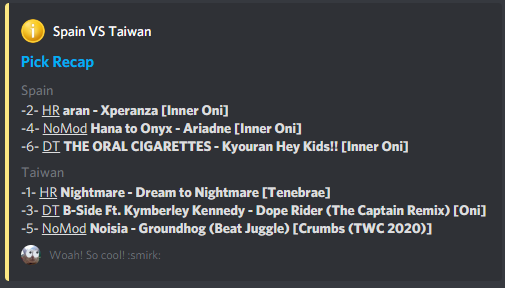 Spain VS Taiwan
Pick Recap
Spain
-2- HR aran - Xperanza [Inner Oni]
-4- NoMod Hana to Onyx - Ariadne [Inner Oni]
-6- DT THE ORAL CIGARETTES - Kyouran Hey Kids!! [Inner Oni]
Taiwan
-1- HR Nightmare - Dream to Nightmare [Tenebrae]
-3- DT B-Side Ft. Kymberley Kennedy - Dope Rider (The Captain Remix) [Oni]
-5- NoMod Noisia - Groundhog (Beat Juggle) [Crumbs (TWC 2020)]
Woah! So cool! :smirk: